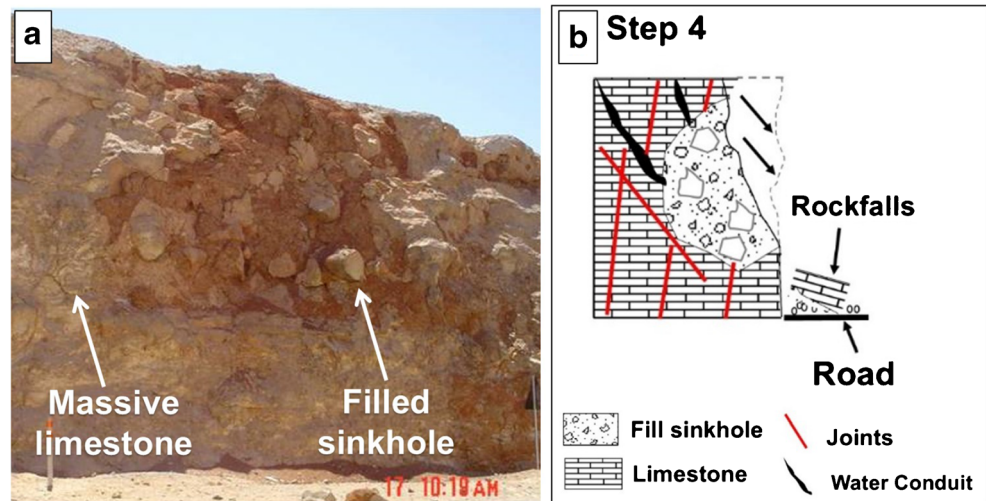 a
Massive
limestone
Filled
sinkhole
17 10:19 AM
b
Step 4
Rockfalls
Road
Fill sinkhole
Limestone
Joints
Water Conduit